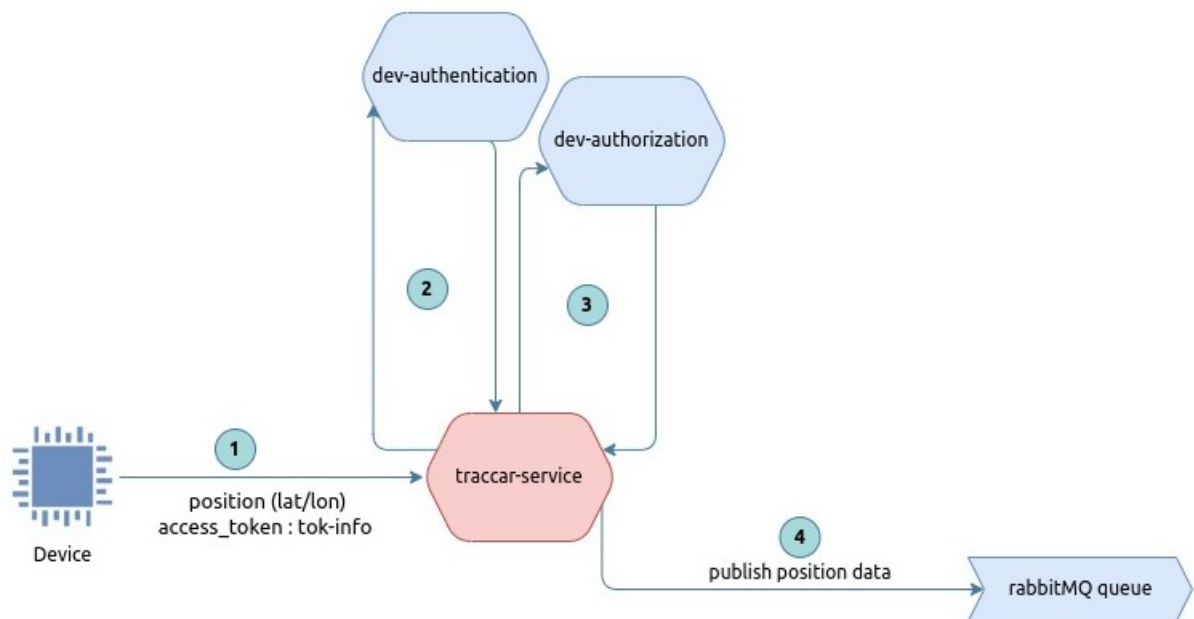 dev-authentication
dev-authorization
2
3
1
traccar-service
position (lat/lon)
access_token : tok-info
Device
4
publish position data
rabbitMQ queue